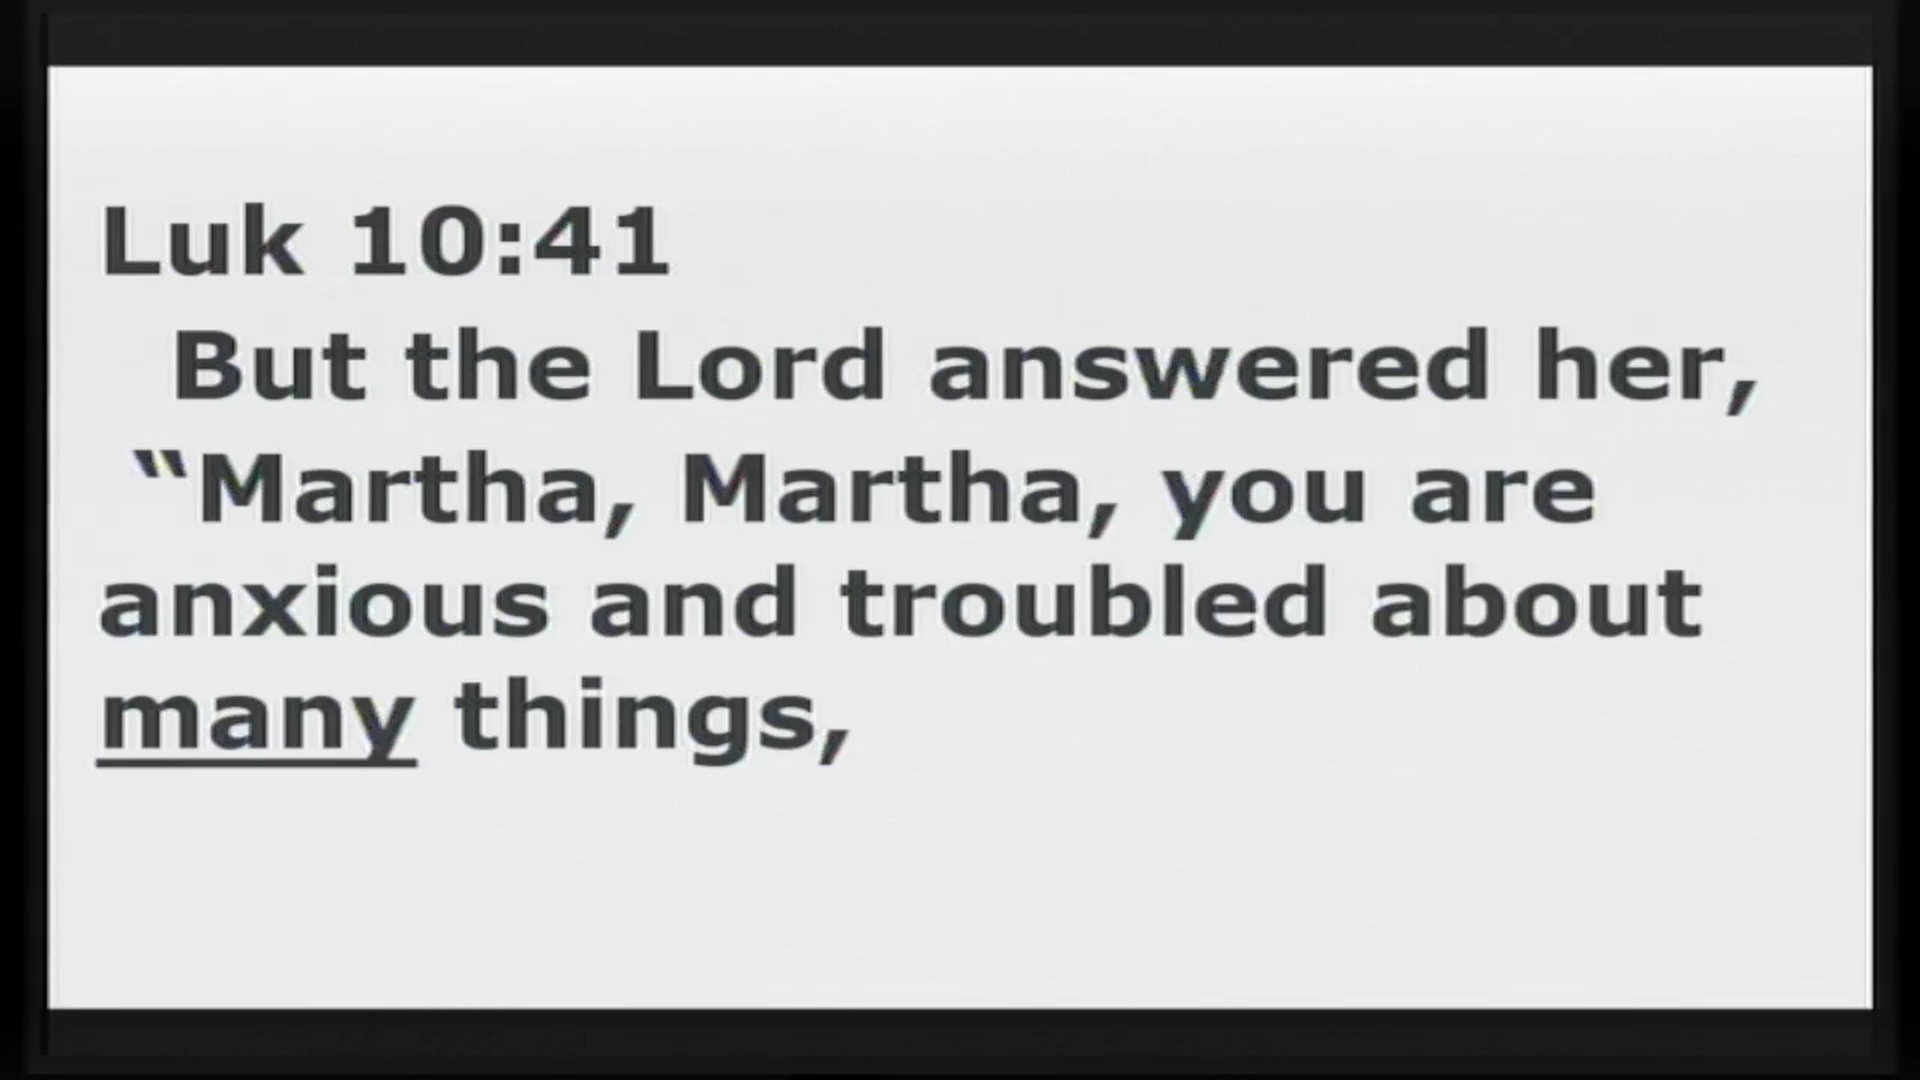 Luk 10:41
But the Lord answered her,
“Martha, Martha, you are
anxious and troubled about
many things,